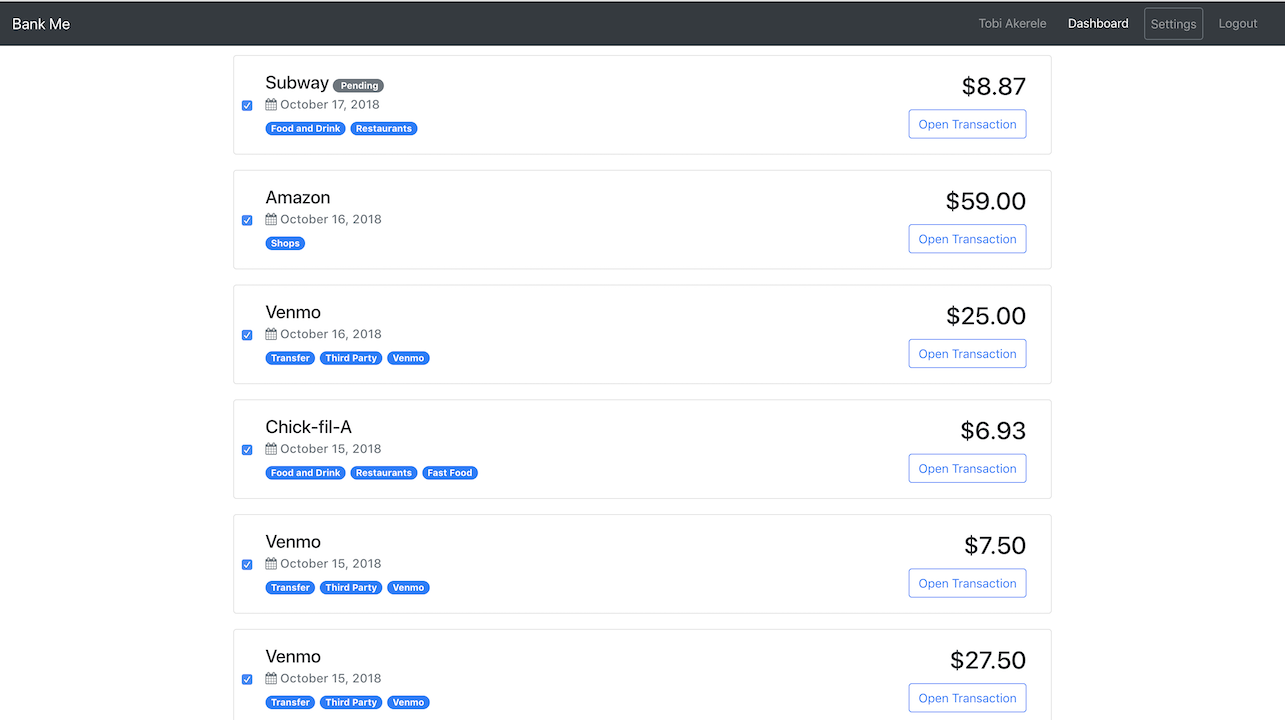 Bank Me Tobi Akerele Dashboard Settings Logout
Subway Pending
$8.87
October 17, 2018
Open Transaction
Food and Drink Restaurants
Amazon
$59.00
October 16, 2018
Open Transaction
Shops
Venmo
$25.00
October 16, 2018
Open Transaction
Transfer Third Party Venmo
Chick-fil-A
$6.93
October 15, 2018
Open Transaction
Food and Drink Restaurants Fast Food
Venmo
$7.50
October 15, 2018
Open Transaction
Transfer Third Party Venmo
Venmo
$27.50
October 15, 2018
Open Transaction
Transfer Third Party Venmo